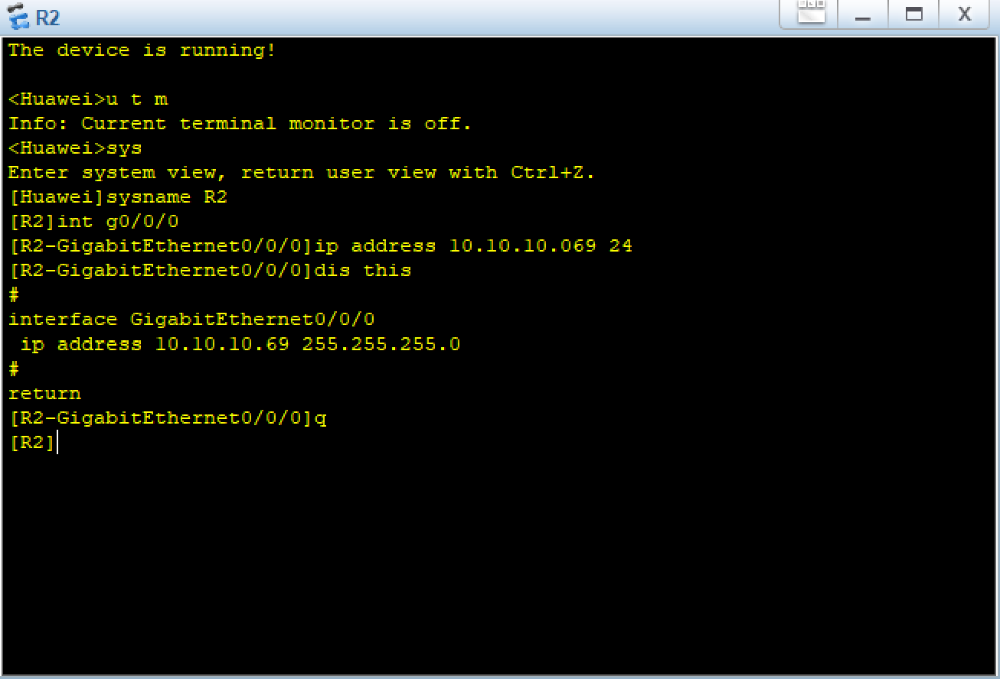 R2
The device is running!
<Huawei>u t m
Info: Current terminal monitor is off.
<Huawei>sys
Enter system view, return user view with Ctrl+Z.
[Huawei]sysname R2
[R2]int g0/0/0
[R2-GigabitEthernet0/0/0]ip address 10.10.10.069 24
[R2-GigabitEthernet0/0/0]dis this
#
interface GigabitEthernet0/0/0
 ip address 10.10.10.69 255.255.255.0
#
return
[R2-GigabitEthernet0/0/0]q
[R2]